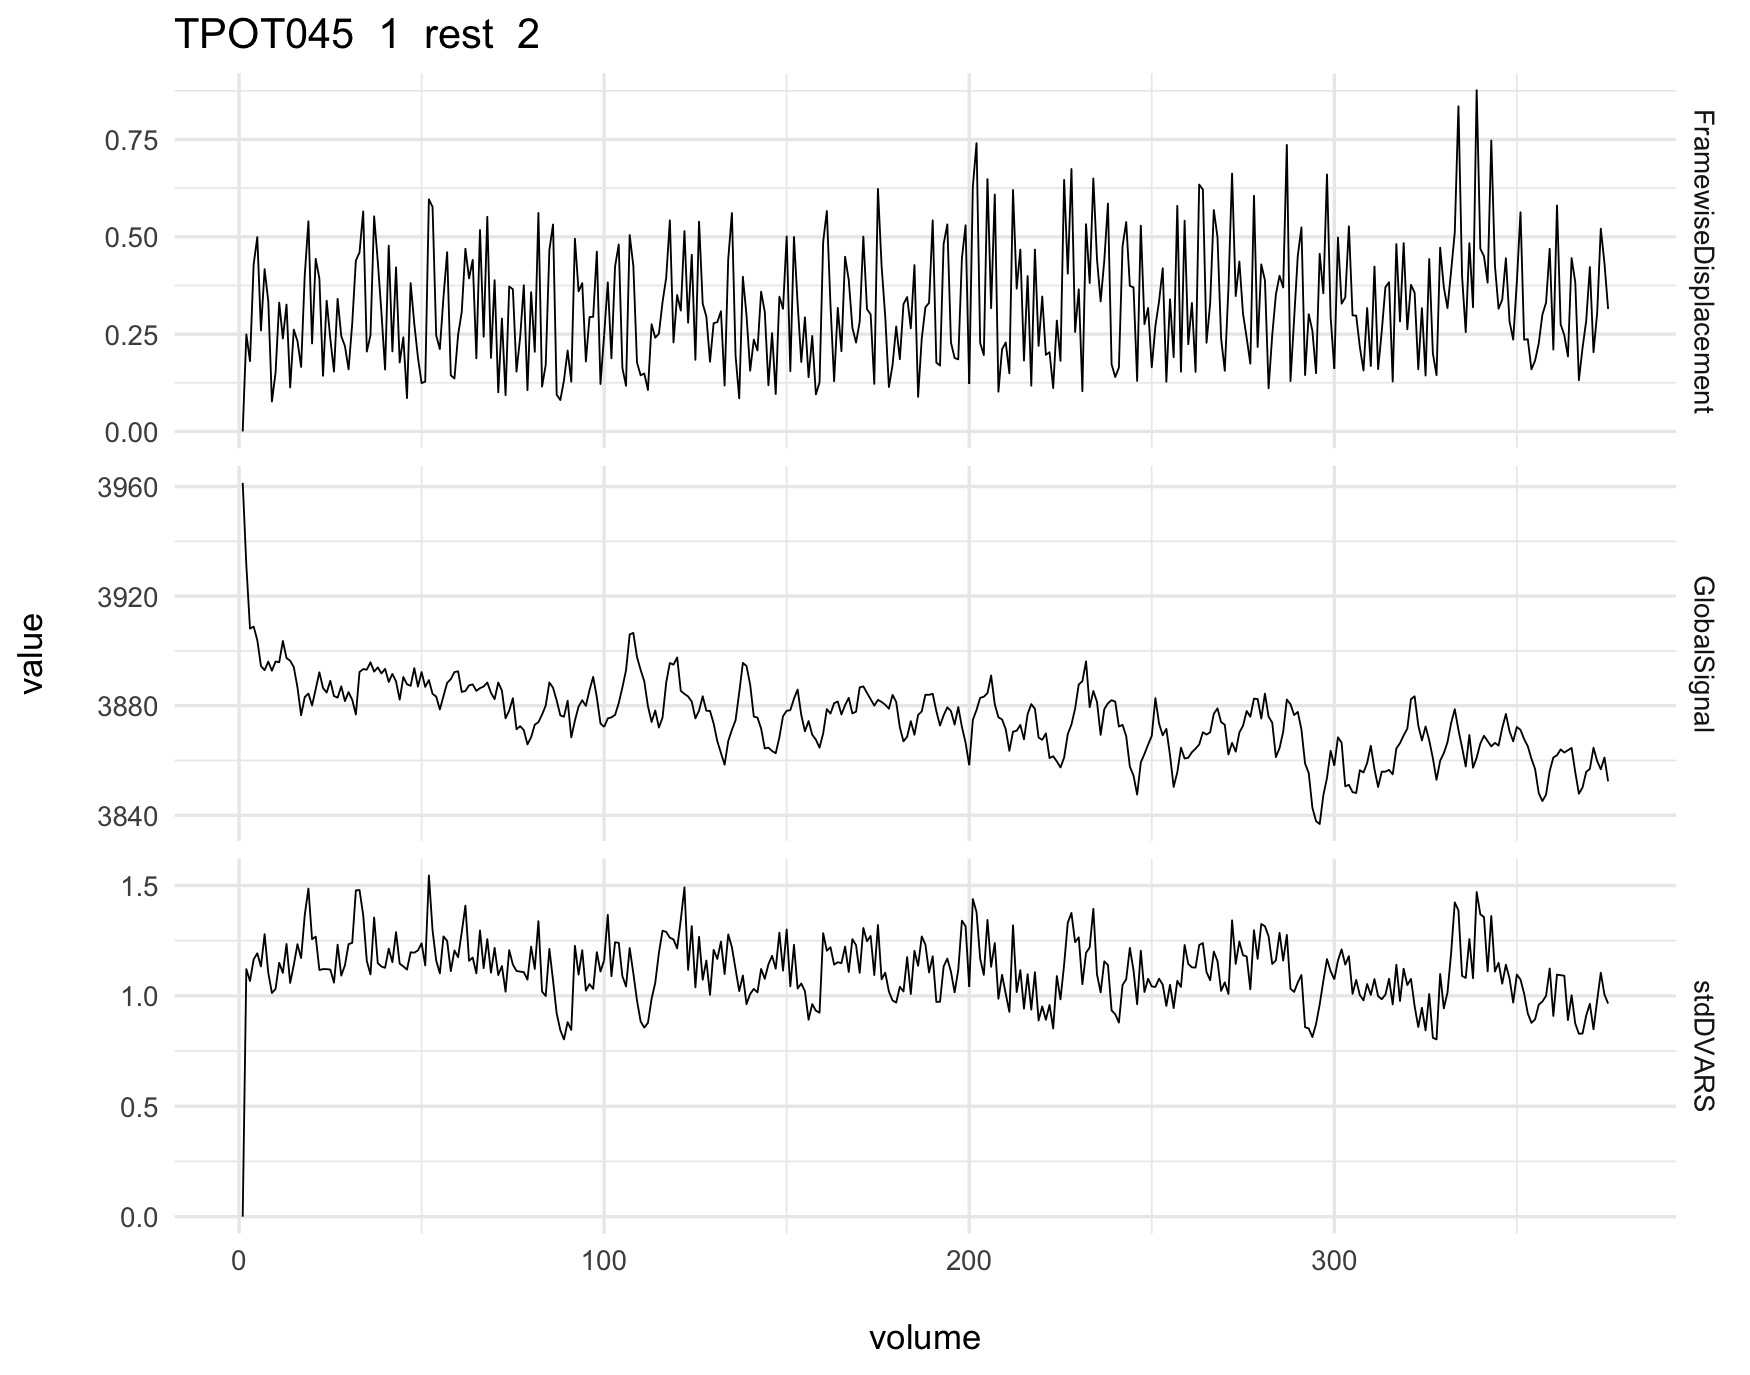 TPOT045 1 rest 2
0.75
0.50
0.25
0.00
FramewiseDisplacement
3960
3920
3880
3840
GlobalSignal
value
1.5
1.0
0.5
0.0
stdDVARS
0 100 200 300
volume